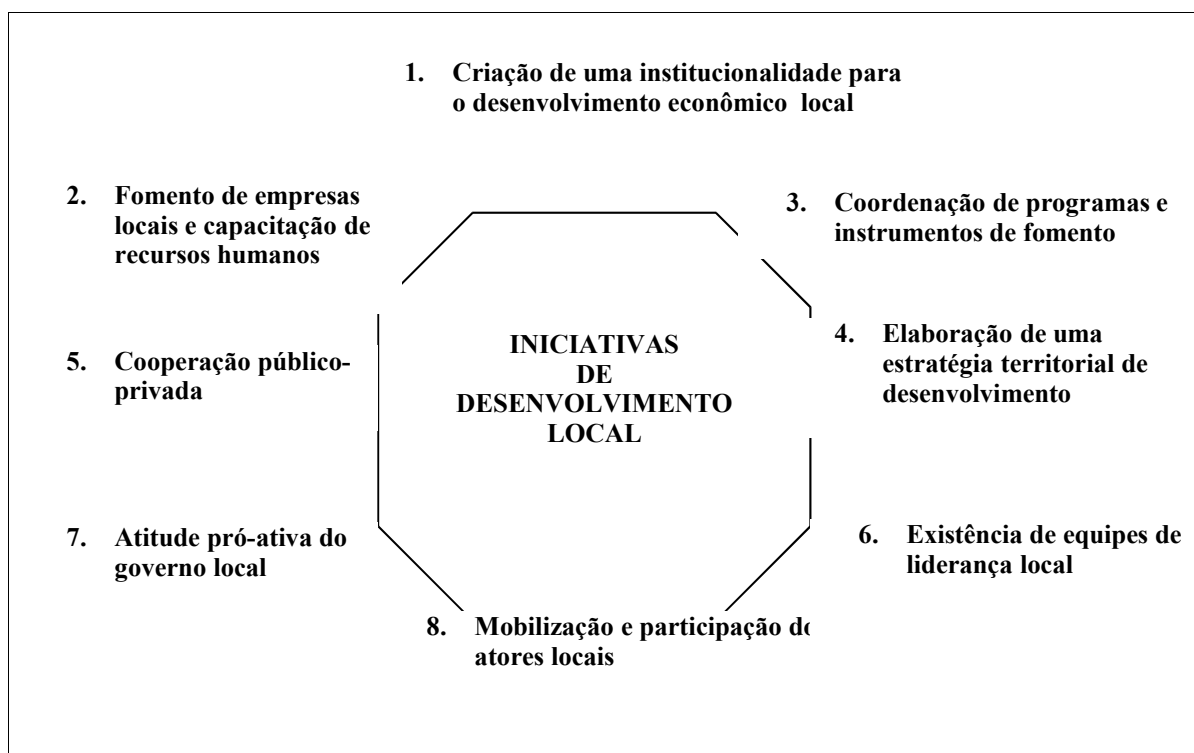 1. Criação de uma institucionalidade para
o desenvolvimento econômico local
2. Fomento de empresas
locais e capacitação de
recursos humanos
3. Coordenação de programas e
instrumentos de fomento
INICIATIVAS
DE
DESENVOLVIMENTO
LOCAL
4. Elaboração de uma
estratégia territorial de
desenvolvimento
5. Cooperação público-
privada
7. Atitude pró-ativa do
governo local
6. Existência de equipes de
liderança local
8. Mobilização e participação
atores locais